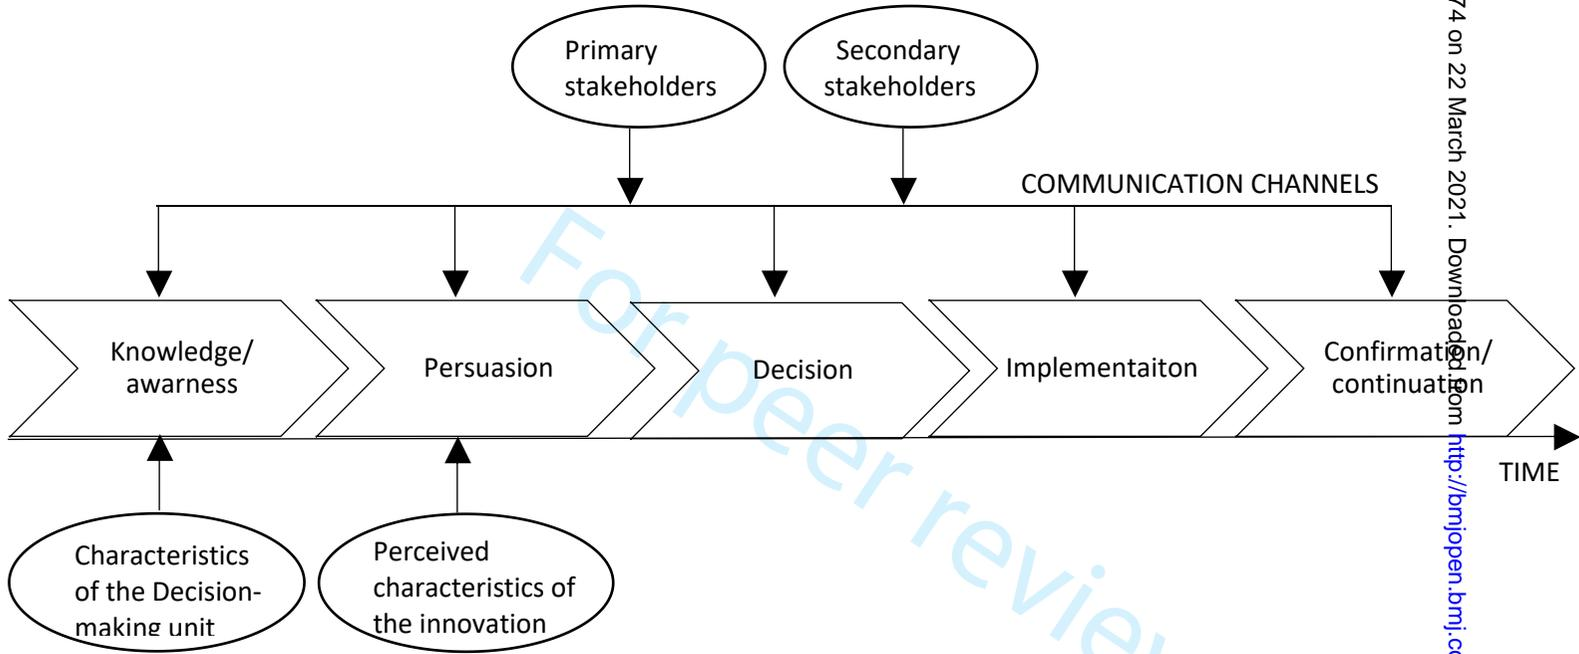 Primary
stakeholders
Secondary
stakeholders
COMMUNICATION CHANNELS
Knowledge/
awarness
Persuasion
Decision
Implementaiton
Confirmation/
continuation
TIME
Characteristics
of the Decision-
making unit
Perceived
characteristics of
the innovation
For peer review
74 on 22 March 2021. Downloaded from http://bmjopen.bmj.co